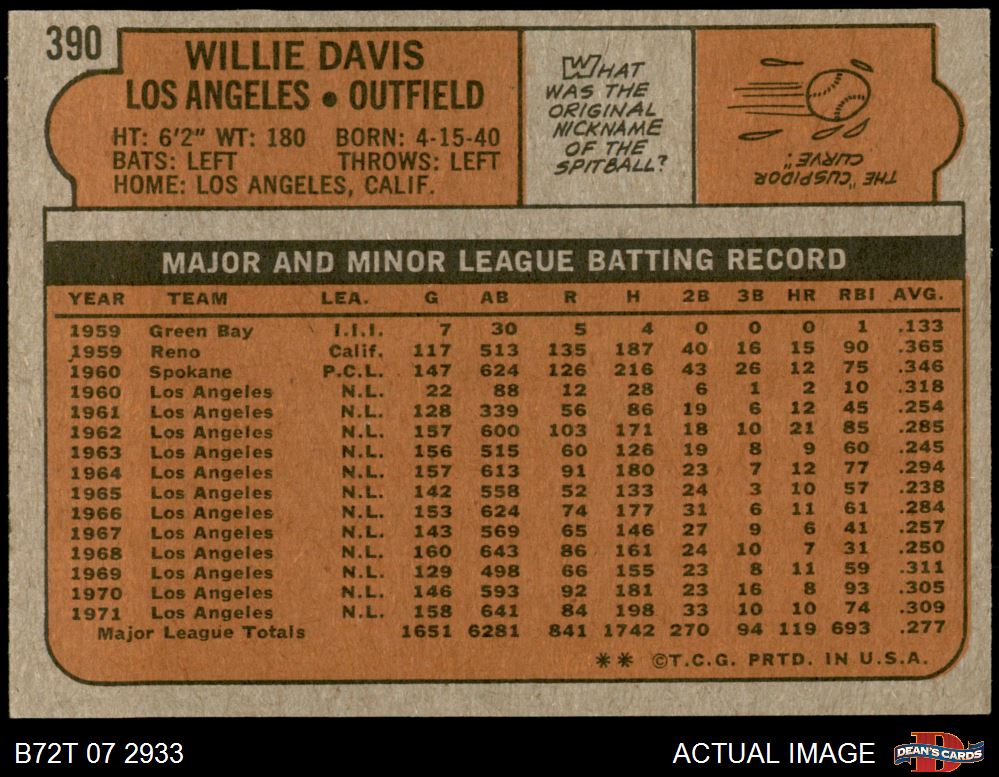 390
WILLIE DAVIS
LOS ANGELES • OUTFIELD
HT: 6'2" WT: 180 BORN: 4-15-40
BATS: LEFT THROWS: LEFT
HOME: LOS ANGELES, CALIF.
WHAT
WAS THE
ORIGINAL
NICKNAME
OF THE
SPITBALL?
THE "CUSPIDOR
CURVE".
MAJOR AND MINOR LEAGUE BATTING RECORD
YEAR TEAM LEA. G AB R H 2B 3B HR RBI AVG.
1959 Green Bay I.I.I. 7 30 5 4 0 0 0 1 .133
1959 Reno Calif. 117 513 135 187 40 16 15 90 .365
1960 Spokane P.C.L. 147 624 126 216 43 26 12 75 .346
1960 Los Angeles N.L. 22 88 12 28 6 1 2 10 .318
1961 Los Angeles N.L. 128 339 56 86 19 6 12 45 .254
1962 Los Angeles N.L. 157 600 103 171 18 10 21 85 .285
1963 Los Angeles N.L. 156 515 60 126 19 8 9 60 .245
1964 Los Angeles N.L. 157 613 91 180 23 7 12 77 .294
1965 Los Angeles N.L. 142 558 52 133 24 3 10 57 .238
1966 Los Angeles N.L. 153 624 74 177 31 6 11 61 .284
1967 Los Angeles N.L. 143 569 65 146 27 9 6 41 .257
1968 Los Angeles N.L. 160 643 86 161 24 10 7 31 .250
1969 Los Angeles N.L. 129 498 66 155 23 8 11 59 .311
1970 Los Angeles N.L. 146 593 92 181 23 16 8 93 .305
1971 Los Angeles N.L. 158 641 84 198 33 10 10 74 .309
Major League Totals 1651 6281 841 1742 270 94 119 693 .277
** ©T.C.G. PRTD. IN U.S.A.
B72T 07 2933
ACTUAL IMAGE
DEAN'S CARDS